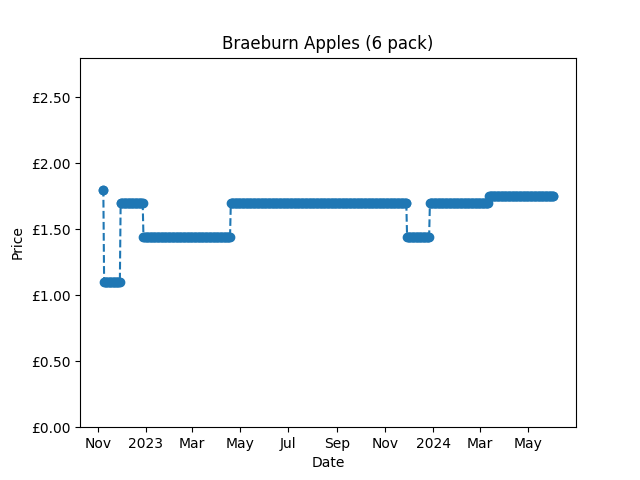 Braeburn Apples (6 pack)
£2.50
£2.00
£1.50
£1.00
£0.50
£0.00
Price
Nov 2023 Mar May Jul Sep Nov 2024 Mar May
Date